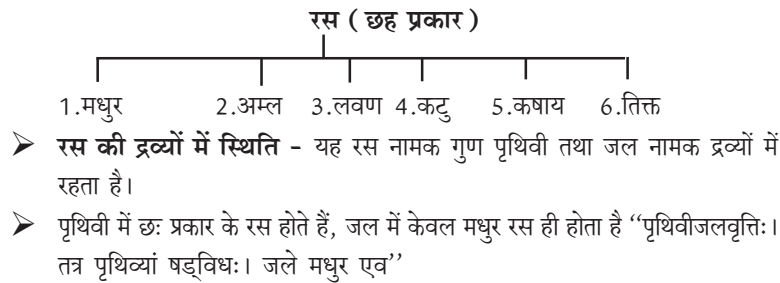 रस ( छह प्रकार )
1.मधुर 2.अम्ल 3.लवण 4.कटु 5.कषाय 6.तिक्त
➢ रस की द्रव्यों में स्थिति - यह रस नामक गुण पृथिवी तथा जल नामक द्रव्यों में
रहता है।
➢ पृथिवी में छः प्रकार के रस होते हैं, जल में केवल मधुर रस ही होता है ‘‘पृथिवीजलवृत्तिः।
तत्र पृथिव्यां षड्विधः। जले मधुर एव’’